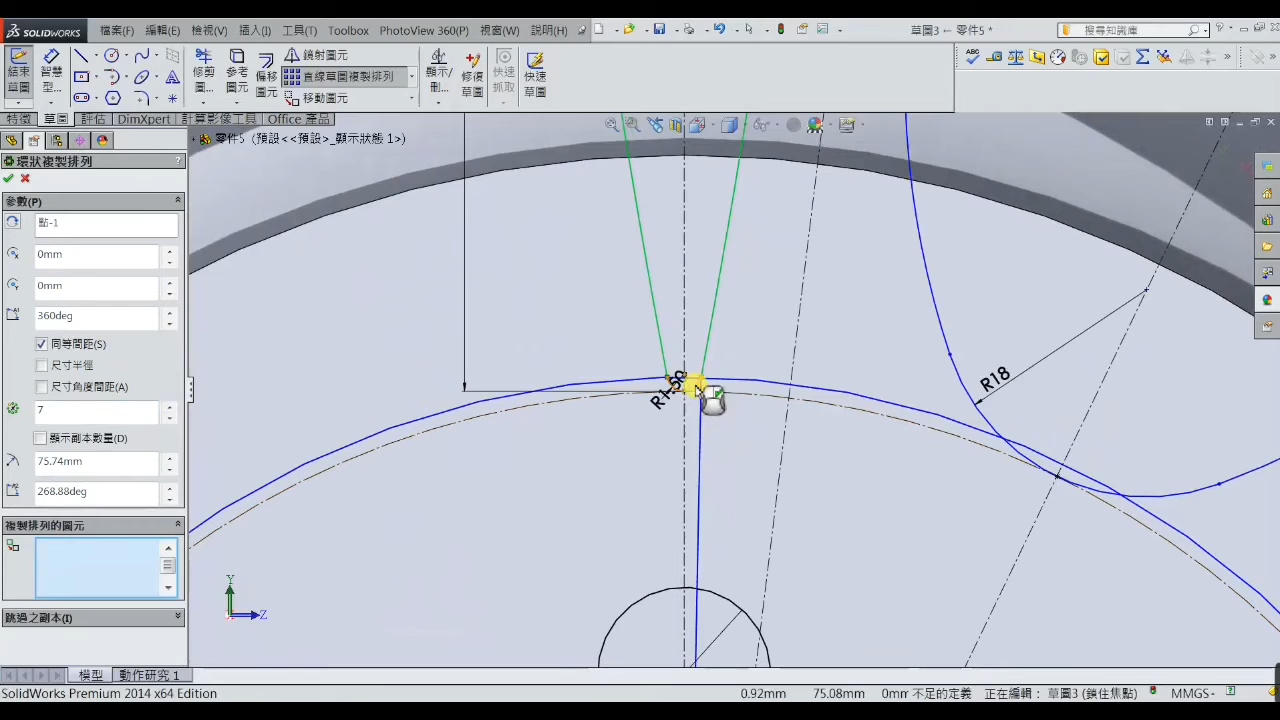 SOLIDWORKS 檔案(F) 編輯(E) 檢視(V) 插入(I) 工具(T) Toolbox PhotoView 360(P) 視窗(W) 說明(H) 草圖3 ← 零件5 * 搜尋知識庫
結束草圖 智慧型... 修剪圖... 參考圖元 偏移圖元 鏡射圖元 直線草圖複製排列 移動圖元 顯示/刪... 修復草圖 快速抓取 快速草圖 ABC
特徵 草圖 評估 DimXpert 計算影像工具 Office 產品
零件5 (預設<<預設>_顯示狀態 1>)
環狀複製排列 ?
參數(P)
點-1
0mm
0mm
360deg
同等間距(S)
尺寸半徑
尺寸角度間距(A)
7
顯示副本數量(D)
75.74mm
268.88deg
複製排列的圖元
跳過之副本(I)
R1.50
R18
Y
Z
模型 動作研究 1
SolidWorks Premium 2014 x64 Edition 0.92mm 75.08mm 0mm 不足的定義 正在編輯： 草圖3 (鎖住焦點) MMGS